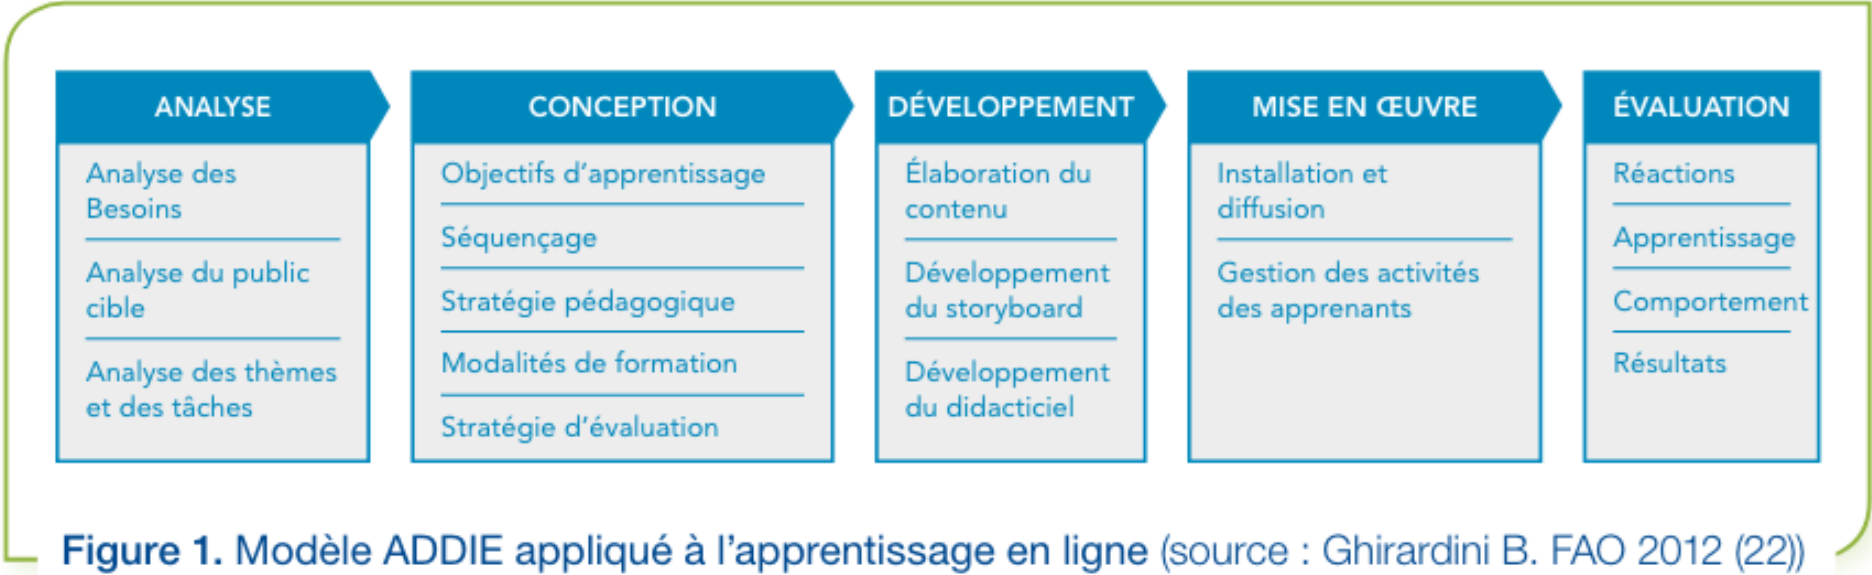 ANALYSE
Analyse des
Besoins
Analyse du public
cible
Analyse des thèmes
et des tâches
CONCEPTION
Objectifs d'apprentissage
Séquençage
Stratégie pédagogique
Modalités de formation
Stratégie d'évaluation
DÉVELOPPEMENT
Élaboration du
contenu
Développement
du storyboard
Développement
du didacticiel
MISE EN ŒUVRE
Installation et
diffusion
Gestion des activités
des apprenants
ÉVALUATION
Réactions
Apprentissage
Comportement
Résultats
Figure 1. Modèle ADDIE appliqué à l'apprentissage en ligne (source : Ghirardini B. FAO 2012 (22))